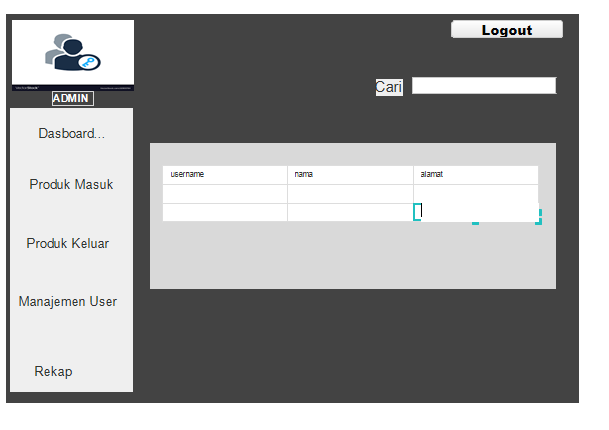 Logout
Cari
ADMIN
Dasboard...
Produk Masuk
Produk Keluar
Manajemen User
Rekap
username nama alamat